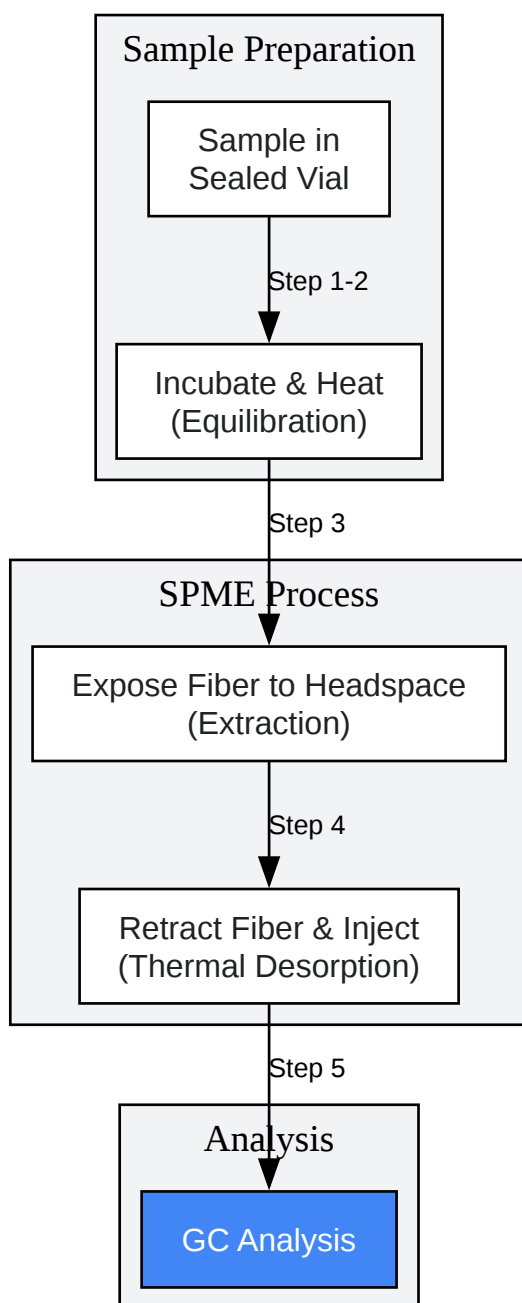 Sample Preparation
Sample in
Sealed Vial
Step 1-2
Incubate & Heat
(Equilibration)
Step 3
SPME Process
Expose Fiber to Headspace
(Extraction)
Step 4
Retract Fiber & Inject
(Thermal Desorption)
Step 5
Analysis
GC Analysis